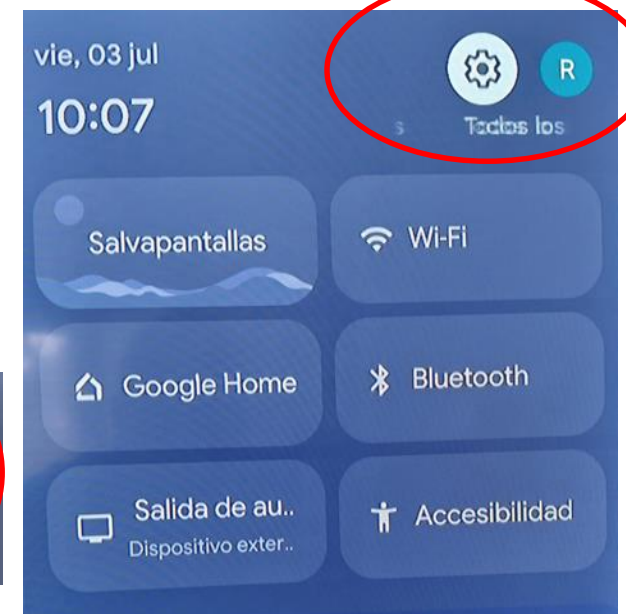 vie, 03 jul
10:07
R
s Todos los
Salvapantallas
Wi-Fi
Google Home
Bluetooth
Salida de au..
Dispositivo exter..
Accesibilidad